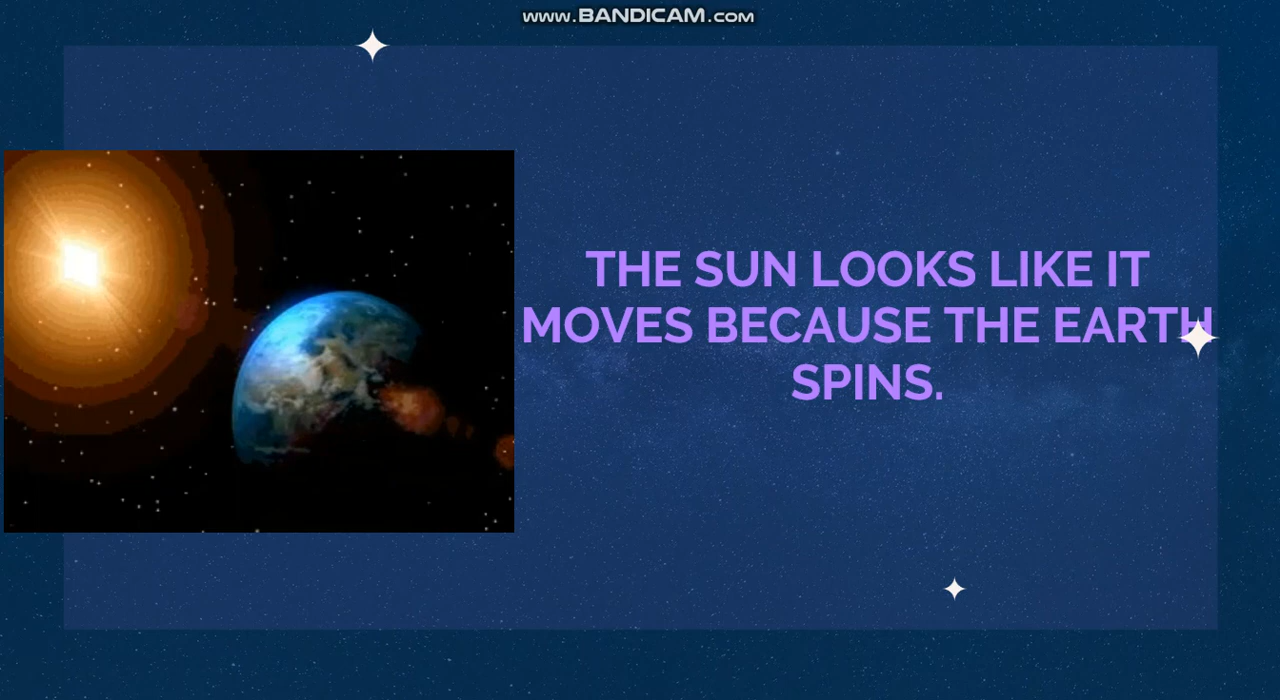 www.BANDICAM.com
THE SUN LOOKS LIKE IT
MOVES BECAUSE THE EARTH
SPINS.